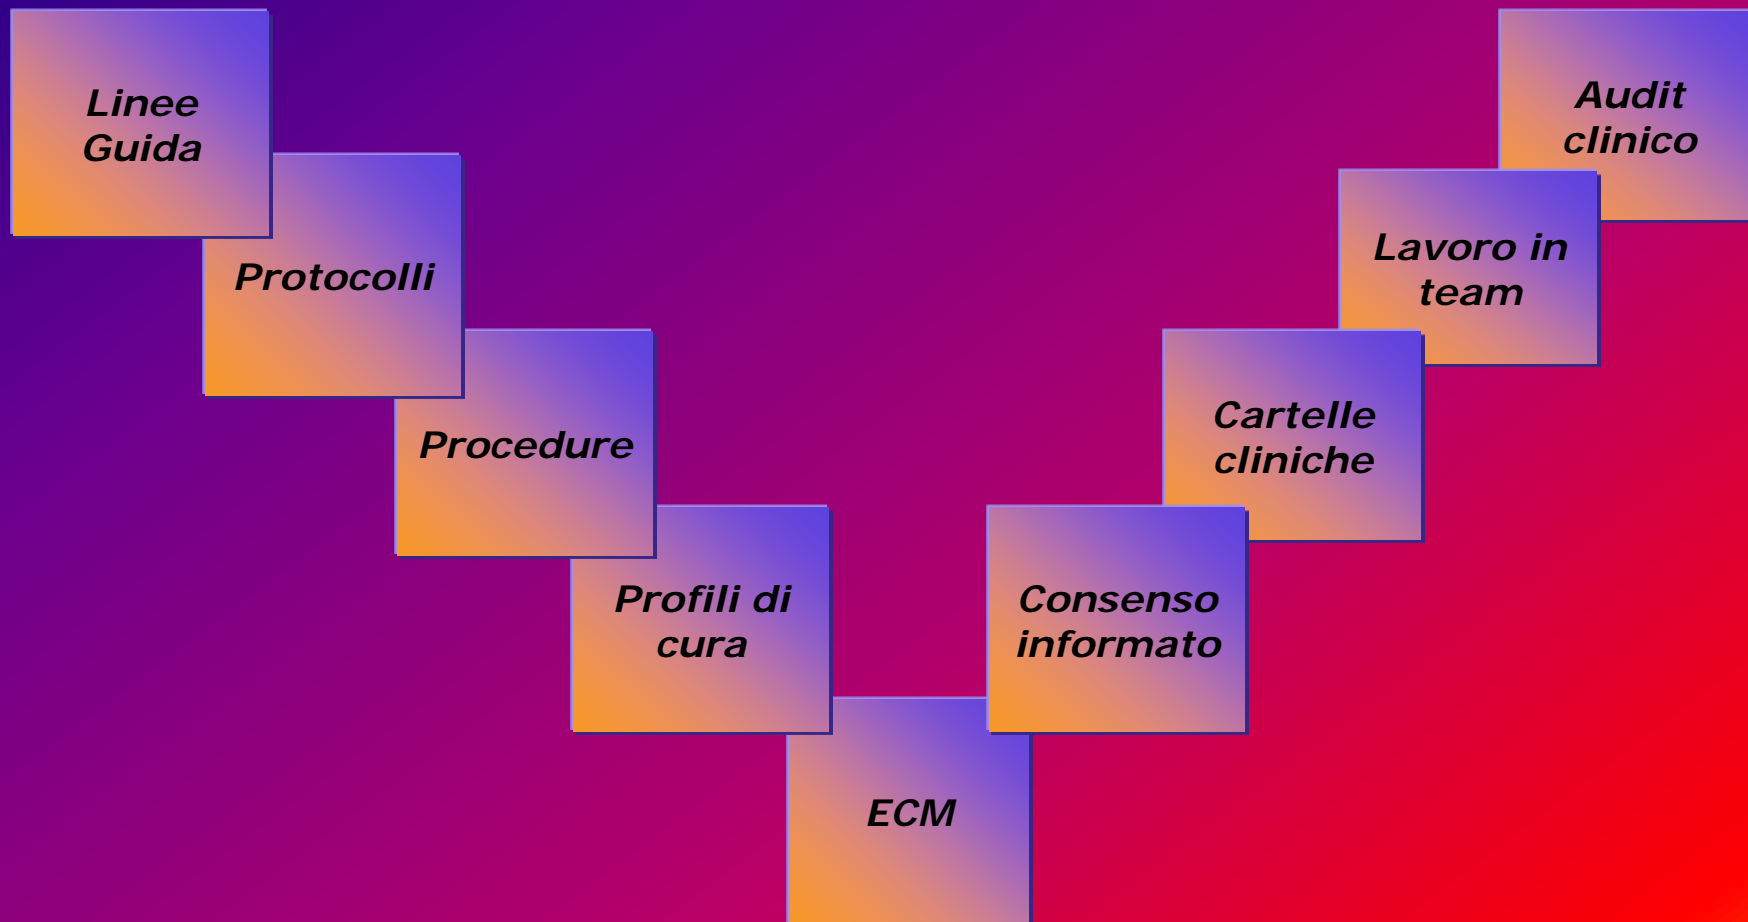 Linee
Guida
Protocolli
Procedure
Profili di
cura
ECM
Consenso
informato
Cartelle
cliniche
Lavoro in
team
Audit
clinico